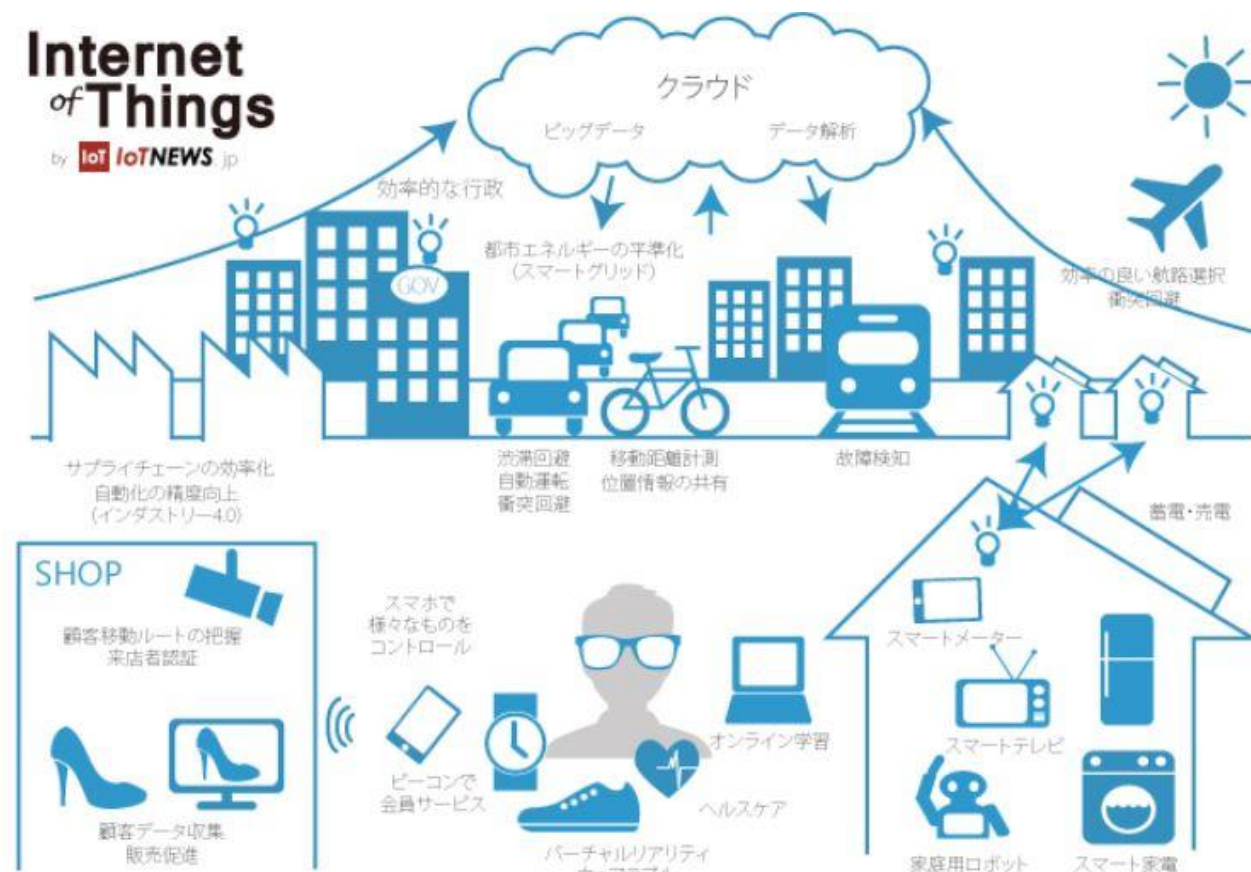 Internet
of Things
by IoT IoTNEWS.jp
クラウド
ビッグデータ
データ解析
効率的な行政
都市エネルギーの平準化
(スマートグリッド)
GOV
効率の良い航路選択
衝突回避
サプライチェーンの効率化
自動化の精度向上
(インダストリー4.0)
渋滞回避
自動運転
衝突回避
移動距離計測
位置情報の共有
故障検知
蓄電・売電
SHOP
顧客移動ルートの把握
来店者認証
顧客データ収集
販売促進
スマホで
様々なものを
コントロール
ビーコンで
会員サービス
オンライン学習
ヘルスケア
バーチャルリアリティ
スマートメーター
スマートテレビ
家庭用ロボット
スマート家電